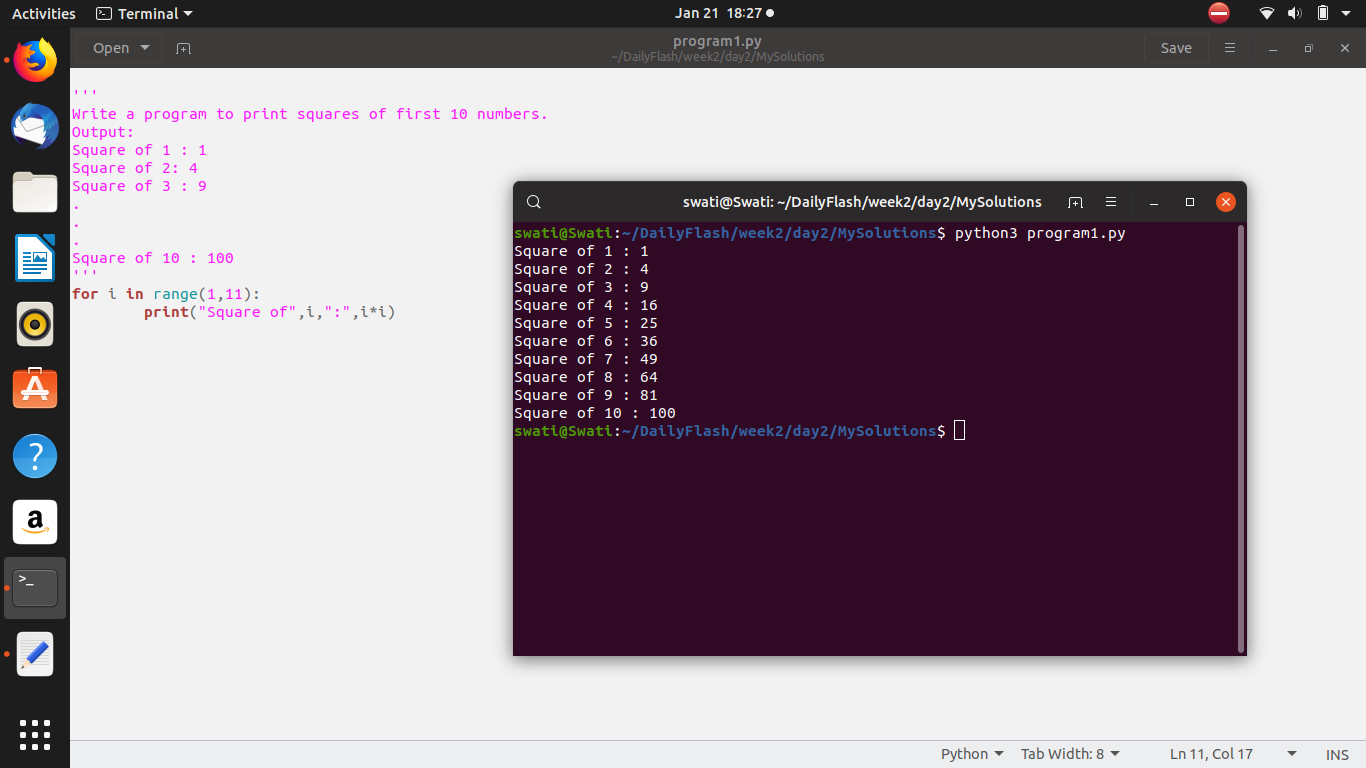 Activities Terminal Jan 21 18:27
Open program1.py Save
~/DailyFlash/week2/day2/MySolutions
'''
Write a program to print squares of first 10 numbers.
Output:
Square of 1 : 1
Square of 2: 4
Square of 3 : 9
.
.
.
Square of 10 : 100
'''
for i in range(1,11):
        print("Square of",i,":",i*i)
swati@Swati: ~/DailyFlash/week2/day2/MySolutions
swati@Swati:~/DailyFlash/week2/day2/MySolutions$ python3 program1.py
Square of 1 : 1
Square of 2 : 4
Square of 3 : 9
Square of 4 : 16
Square of 5 : 25
Square of 6 : 36
Square of 7 : 49
Square of 8 : 64
Square of 9 : 81
Square of 10 : 100
swati@Swati:~/DailyFlash/week2/day2/MySolutions$
Python Tab Width: 8 Ln 11, Col 17 INS